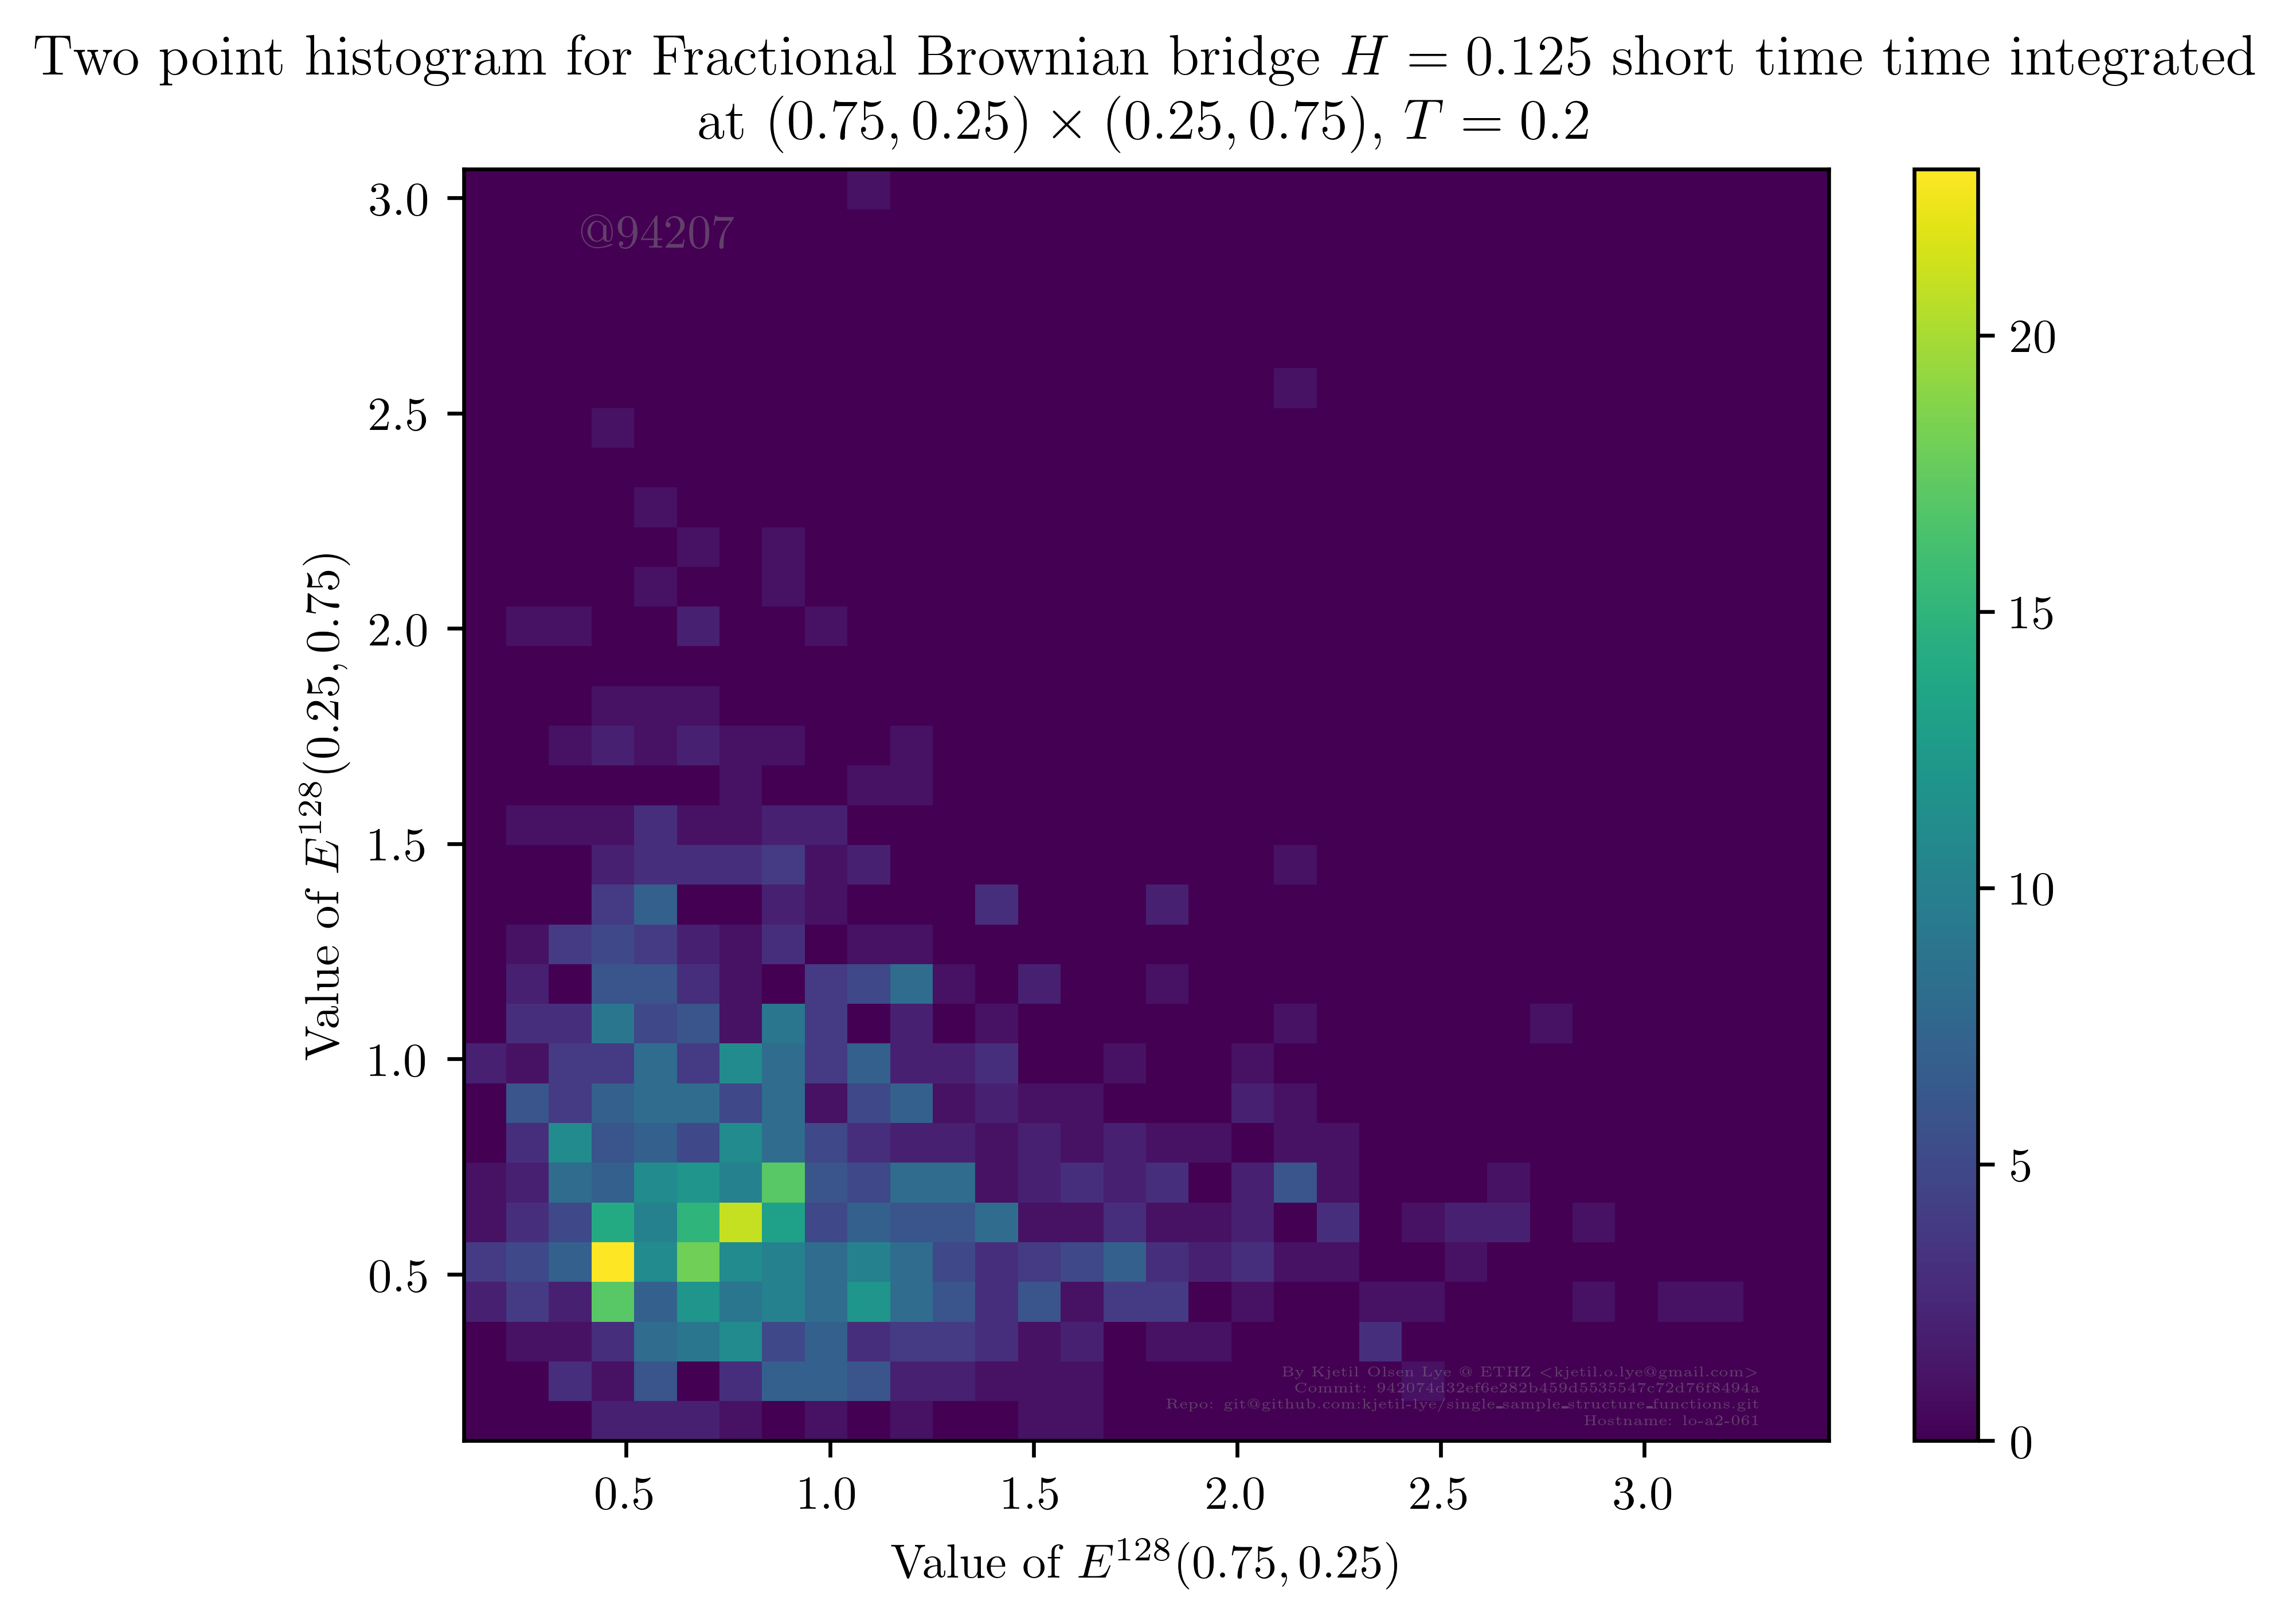 Two point histogram for Fractional Brownian bridge H = 0.125 short time time integrated
at (0.75, 0.25) × (0.25, 0.75), T = 0.2
@94207
3.0
2.5
2.0
1.5
1.0
0.5
Value of E^128(0.25, 0.75)
0.5 1.0 1.5 2.0 2.5 3.0
Value of E^128(0.75, 0.25)
20
15
10
5
0
By Kjetil Olsen Lye @ ETHZ <kjetil.o.lye@gmail.com>
Commit: 942074d32ef6e282b459d5535547c72d76f8494a
Repo: git@github.com:kjetil-lye/single_sample_structure_functions.git
Hostname: lo-a2-061